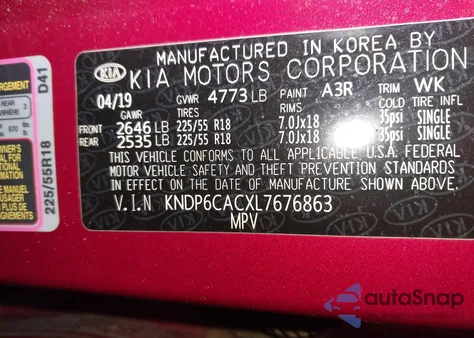 MANUFACTURED IN KOREA BY
KIA KIA MOTORS CORPORATION
04/19 GVWR 4773 LB PAINT A3R TRIM WK
GAWR TIRES RIMS COLD TIRE INFL
FRONT 2646 LB 225/55 R18 7.0Jx18 35psi SINGLE
REAR 2535 LB 225/55 R18 7.0Jx18 35psi SINGLE
THIS VEHICLE CONFORMS TO ALL APPLICABLE U.S.A. FEDERAL
MOTOR VEHICLE SAFETY AND THEFT PREVENTION STANDARDS
IN EFFECT ON THE DATE OF MANUFACTURE SHOWN ABOVE.
V.I.N KNDP6CACXL7676863
MPV
D41
225/55R18
REAR
autoSnap